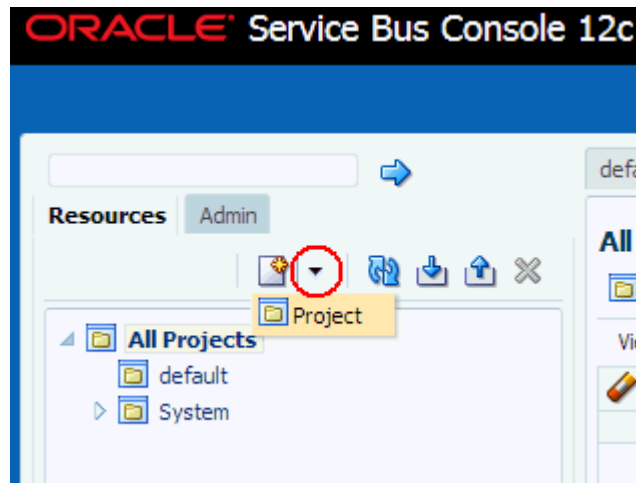 ORACLE Service Bus Console 12c
defa
Resources Admin
All
Project
All Projects
Vi
default
System